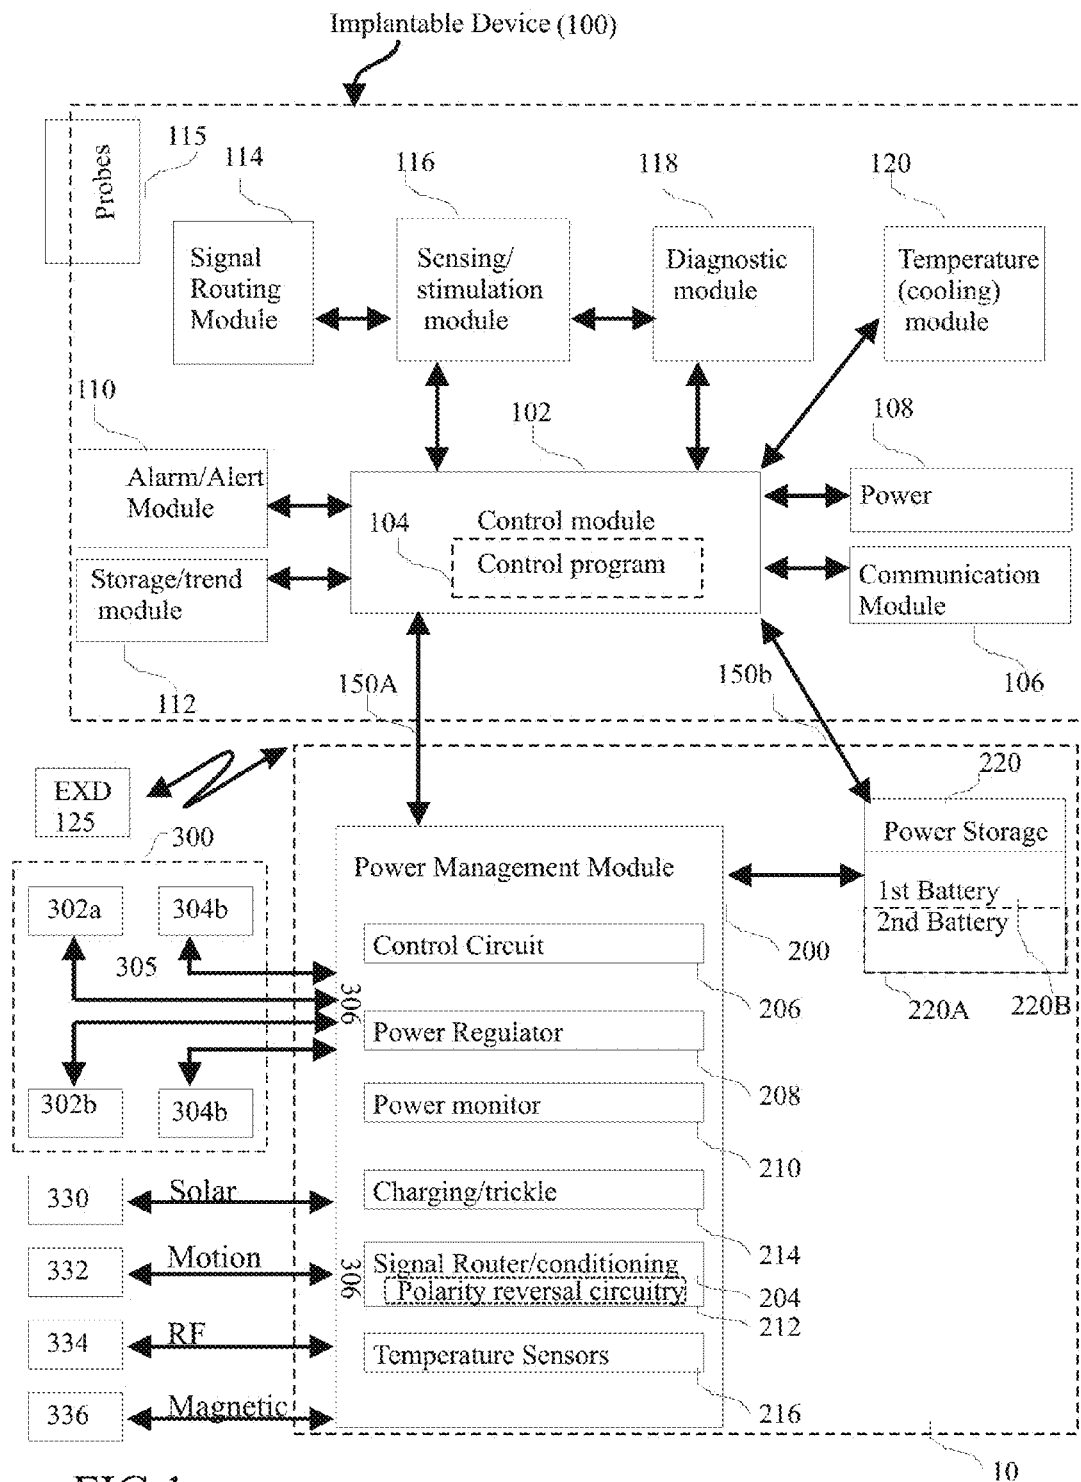 Implantable Device (100)
115
114
116
118
120
Probes
Signal
Routing
Module
Sensing/
stimulation
module
Diagnostic
module
Temperature
(cooling)
module
110
102
108
Alarm/Alert
Module
104
Control module
Control program
Power
Storage/trend
module
Communication
Module
112
150A
150b
106
EXD
125
300
220
Power Storage
1st Battery
2nd Battery
Power Management Module
302a
304b
305
Control Circuit
200
220A
220B
306
206
Power Regulator
208
302b
304b
Power monitor
210
330
Solar
Charging/trickle
214
332
Motion
306
Signal Router/conditioning
Polarity reversal circuitry
204
212
334
RF
Temperature Sensors
336
Magnetic
216
10